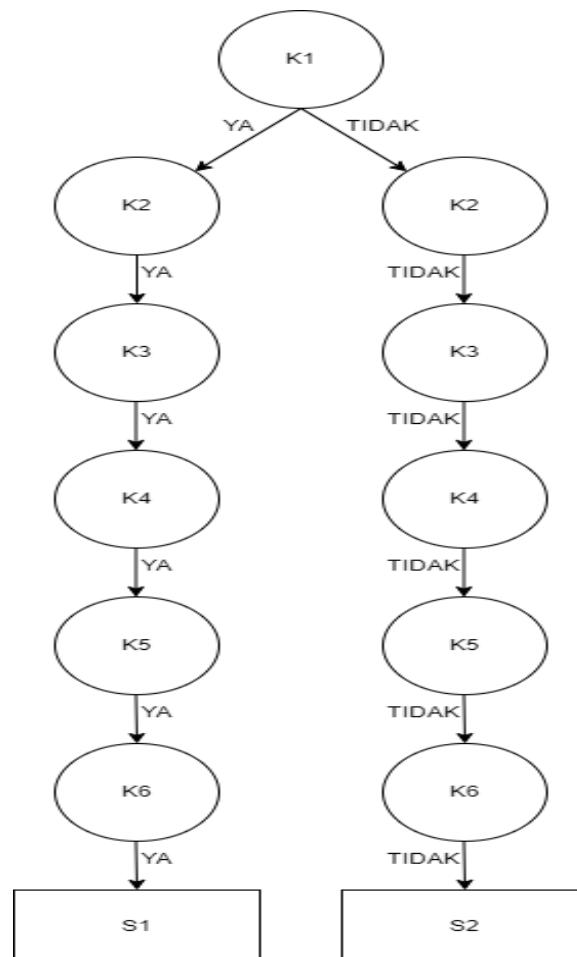 K1
YA TIDAK
K2 K2
YA TIDAK
K3 K3
YA TIDAK
K4 K4
YA TIDAK
K5 K5
YA TIDAK
K6 K6
YA TIDAK
S1 S2